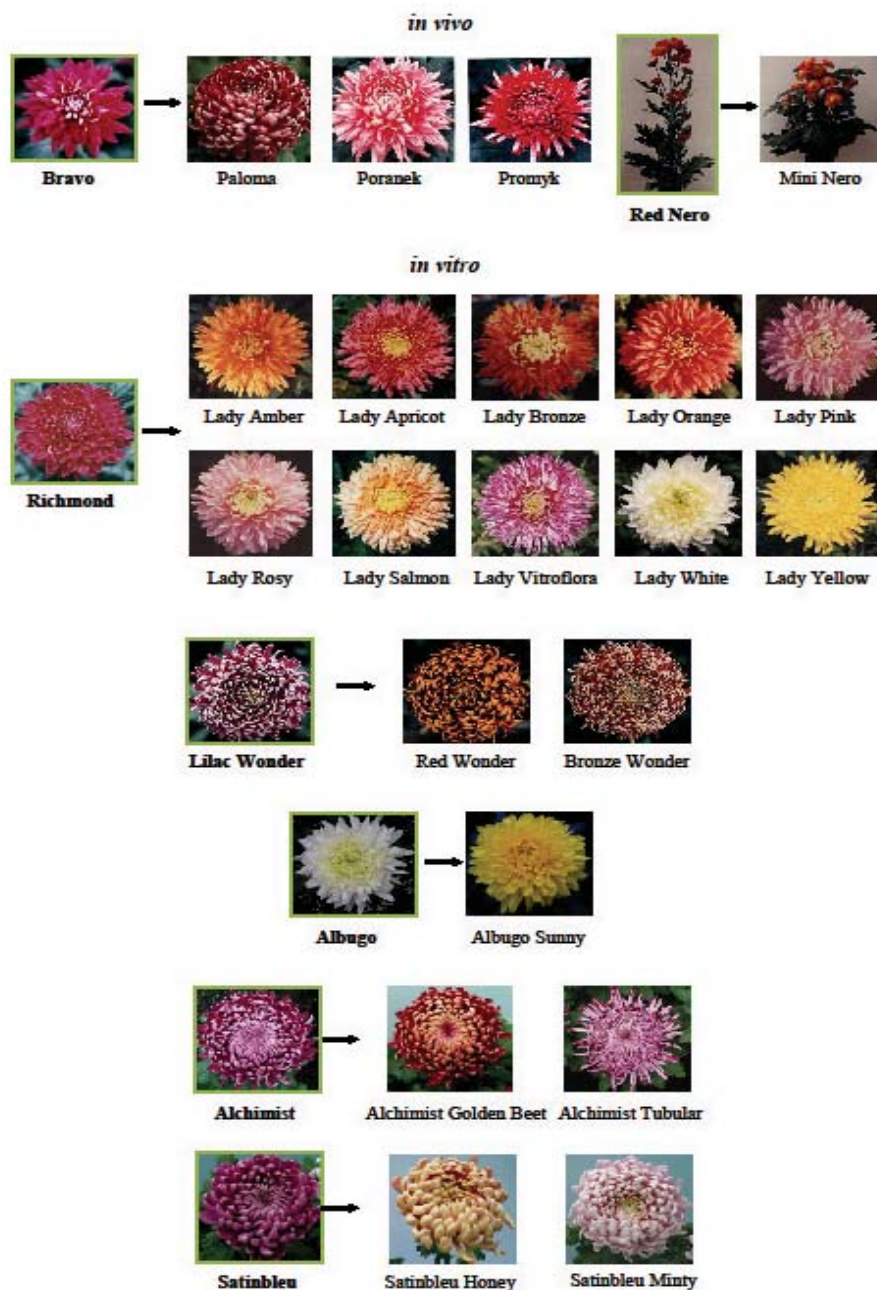 in vivo
Bravo
Paloma
Poranek
Promyk
Red Nero
Mini Nero
in vitro
Lady Amber
Lady Apricot
Lady Bronze
Lady Orange
Lady Pink
Richmond
Lady Rosy
Lady Salmon
Lady Vitroflora
Lady White
Lady Yellow
Lilac Wonder
Red Wonder
Bronze Wonder
Albugo
Albugo Sunny
Alchimist
Alchimist Golden Beet
Alchimist Tubular
Satinbleu
Satinbleu Honey
Satinbleu Minty